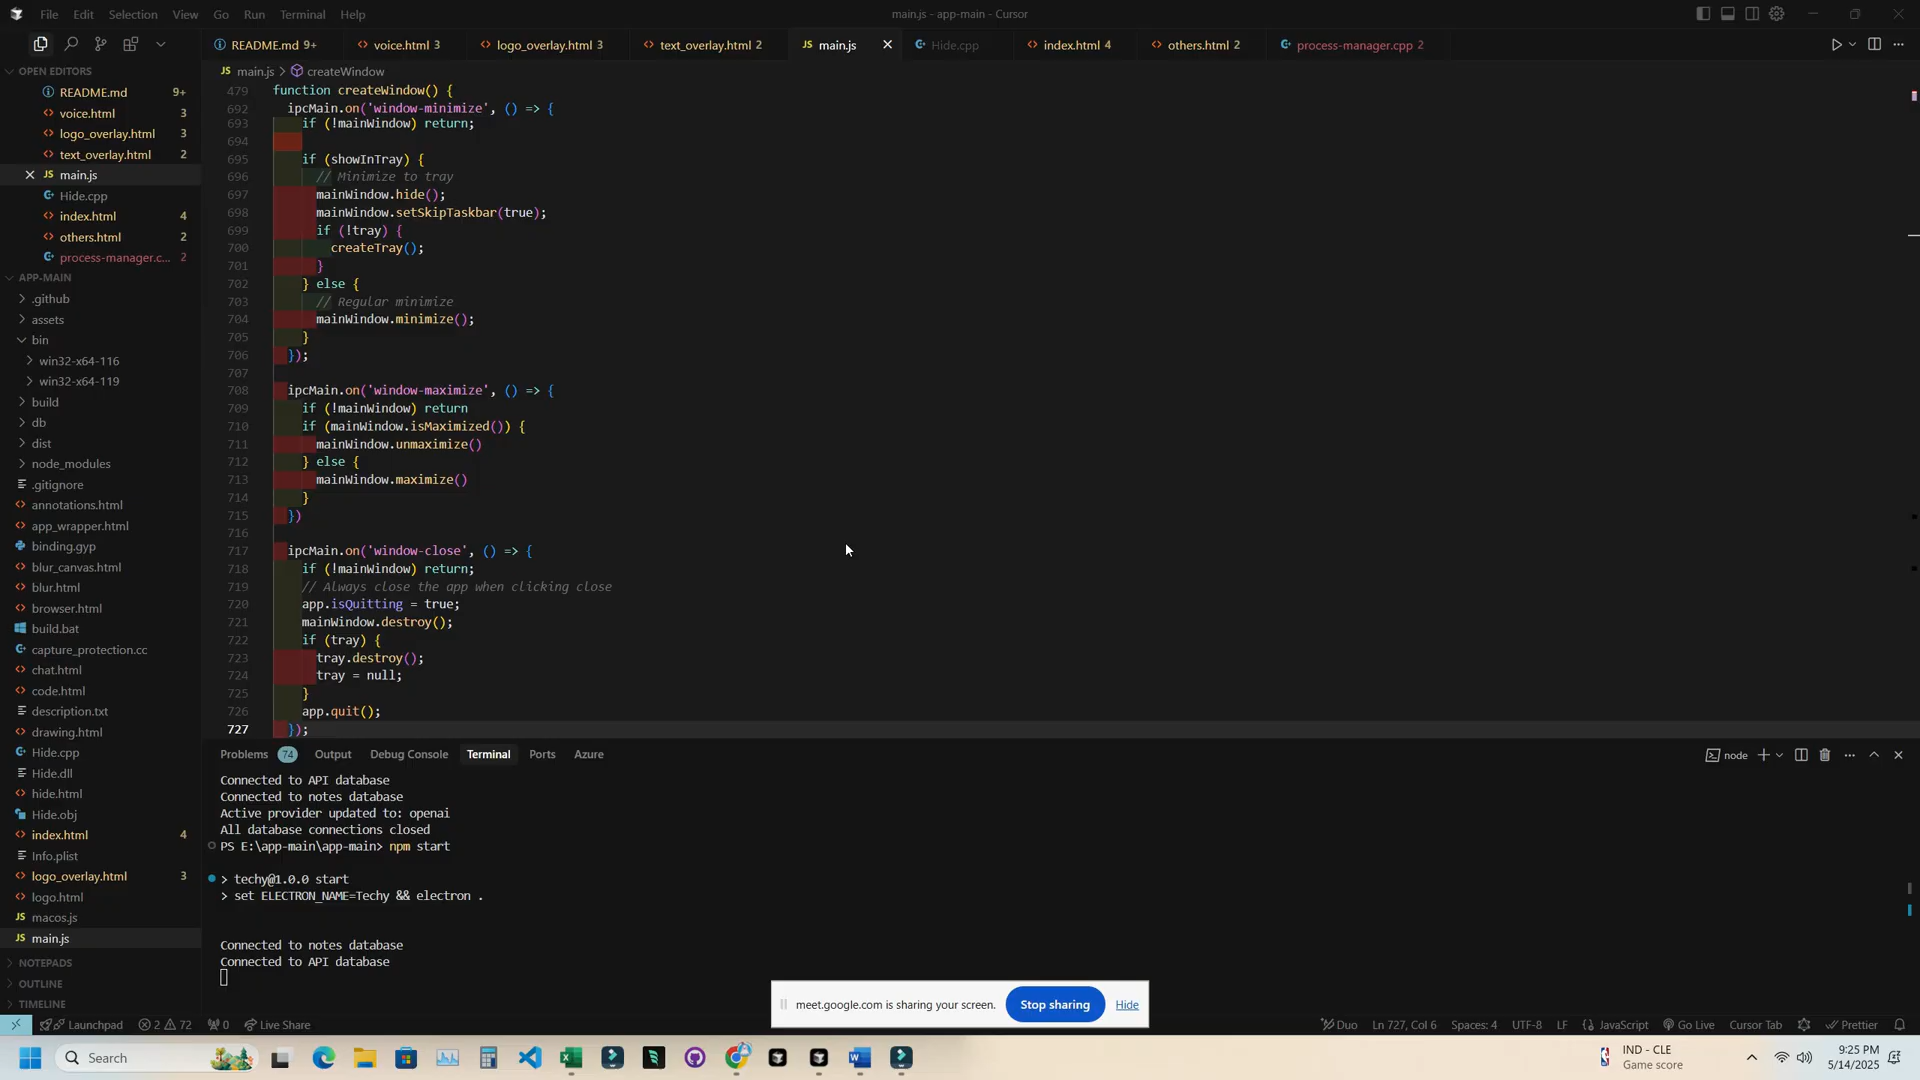 File Edit Selection View Go Run Terminal Help
main.js - app-main - Cursor
README.md 9+
voice.html 3
logo_overlay.html 3
text_overlay.html 2
main.js
Hide.cpp
index.html 4
others.html 2
process-manager.cpp 2
OPEN EDITORS
README.md 9+
voice.html 3
logo_overlay.html 3
text_overlay.html 2
main.js
Hide.cpp
index.html 4
others.html 2
process-manager.c... 2
APP-MAIN
.github
assets
bin
win32-x64-116
win32-x64-119
build
db
dist
node_modules
.gitignore
annotations.html
app_wrapper.html
binding.gyp
blur_canvas.html
blur.html
browser.html
build.bat
capture_protection.cc
chat.html
code.html
description.txt
drawing.html
Hide.cpp
Hide.dll
hide.html
Hide.obj
index.html 4
Info.plist
logo_overlay.html 3
logo.html
macos.js
main.js
NOTEPADS
OUTLINE
TIMELINE
main.js > createWindow
479 function createWindow() {
692 ipcMain.on('window-minimize', () => {
693 if (!mainWindow) return;
694
695 if (showInTray) {
696 // Minimize to tray
697 mainWindow.hide();
698 mainWindow.setSkipTaskbar(true);
699 if (!tray) {
700 createTray();
701 }
702 } else {
703 // Regular minimize
704 mainWindow.minimize();
705 }
706 });
707
708 ipcMain.on('window-maximize', () => {
709 if (!mainWindow) return
710 if (mainWindow.isMaximized()) {
711 mainWindow.unmaximize()
712 } else {
713 mainWindow.maximize()
714 }
715 })
716
717 ipcMain.on('window-close', () => {
718 if (!mainWindow) return;
719 // Always close the app when clicking close
720 app.isQuitting = true;
721 mainWindow.destroy();
722 if (tray) {
723 tray.destroy();
724 tray = null;
725 }
726 app.quit();
727 });
Problems 74 Output Debug Console Terminal Ports Azure
node
Connected to API database
Connected to notes database
Active provider updated to: openai
All database connections closed
PS E:\app-main\app-main> npm start
> techy@1.0.0 start
> set ELECTRON_NAME=Techy && electron .
Connected to notes database
Connected to API database
meet.google.com is sharing your screen. Stop sharing Hide
Launchpad 2 72 0 Live Share
Duo Ln 727, Col 6 Spaces: 4 UTF-8 LF JavaScript Go Live Cursor Tab Prettier
Search
IND - CLE
Game score
9:25 PM
5/14/2025